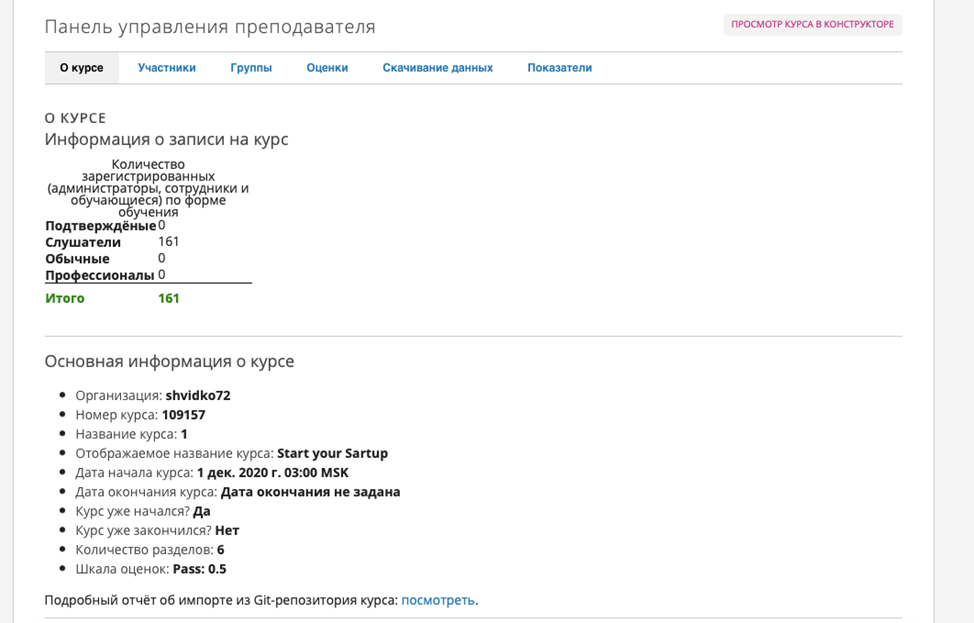 Панель управления преподавателя
ПРОСМОТР КУРСА В КОНСТРУКТОРЕ
О курсе Участники Группы Оценки Скачивание данных Показатели
О КУРСЕ
Информация о записи на курс
Количество
зарегистрированных
(администраторы, сотрудники и
обучающиеся) по форме
обучения
Подтверждёные 0
Слушатели 161
Обычные 0
Профессионалы 0
Итого 161
Основная информация о курсе
Организация: shvidko72
Номер курса: 109157
Название курса: 1
Отображаемое название курса: Start your Sartup
Дата начала курса: 1 дек. 2020 г. 03:00 MSK
Дата окончания курса: Дата окончания не задана
Курс уже начался? Да
Курс уже закончился? Нет
Количество разделов: 6
Шкала оценок: Pass: 0.5
Подробный отчёт об импорте из Git-репозитория курса: посмотреть.